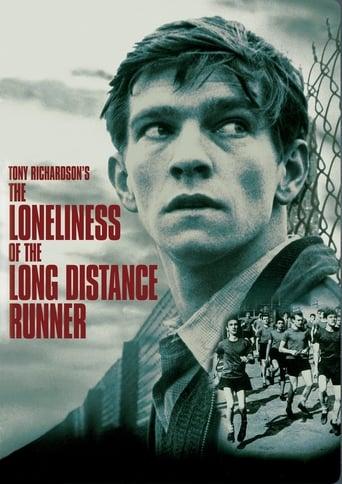 TONY RICHARDSON'S
THE
LONELINESS
OF THE
LONG DISTANCE
RUNNER